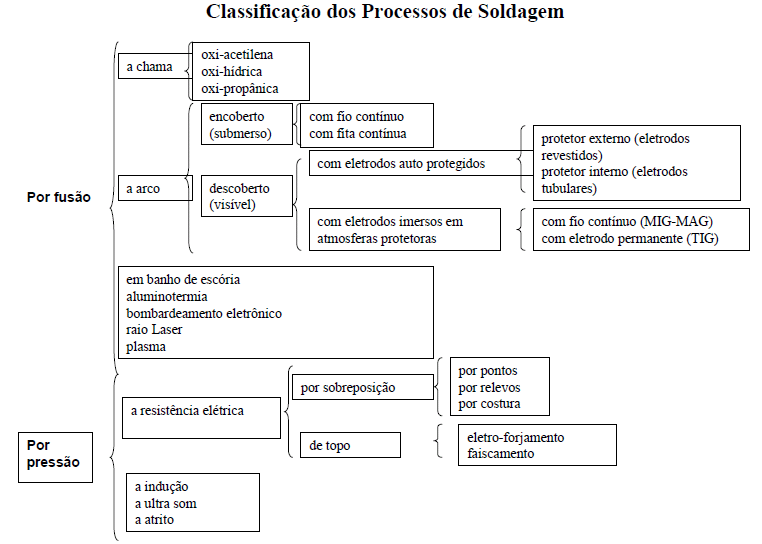 Classificação dos Processos de Soldagem
Por fusão
a chama
oxi-acetilena
oxi-hídrica
oxi-propânica
a arco
encoberto
(submerso)
com fio contínuo
com fita contínua
descoberto
(visível)
com eletrodos auto protegidos
protetor externo (eletrodos
revestidos)
protetor interno (eletrodos
tubulares)
com eletrodos imersos em
atmosferas protetoras
com fio contínuo (MIG-MAG)
com eletrodo permanente (TIG)
em banho de escória
aluminotermia
bombardeamento eletrônico
raio Laser
plasma
Por
pressão
a resistência elétrica
por sobreposição
por pontos
por relevos
por costura
de topo
eletro-forjamento
faiscamento
a indução
a ultra som
a atrito